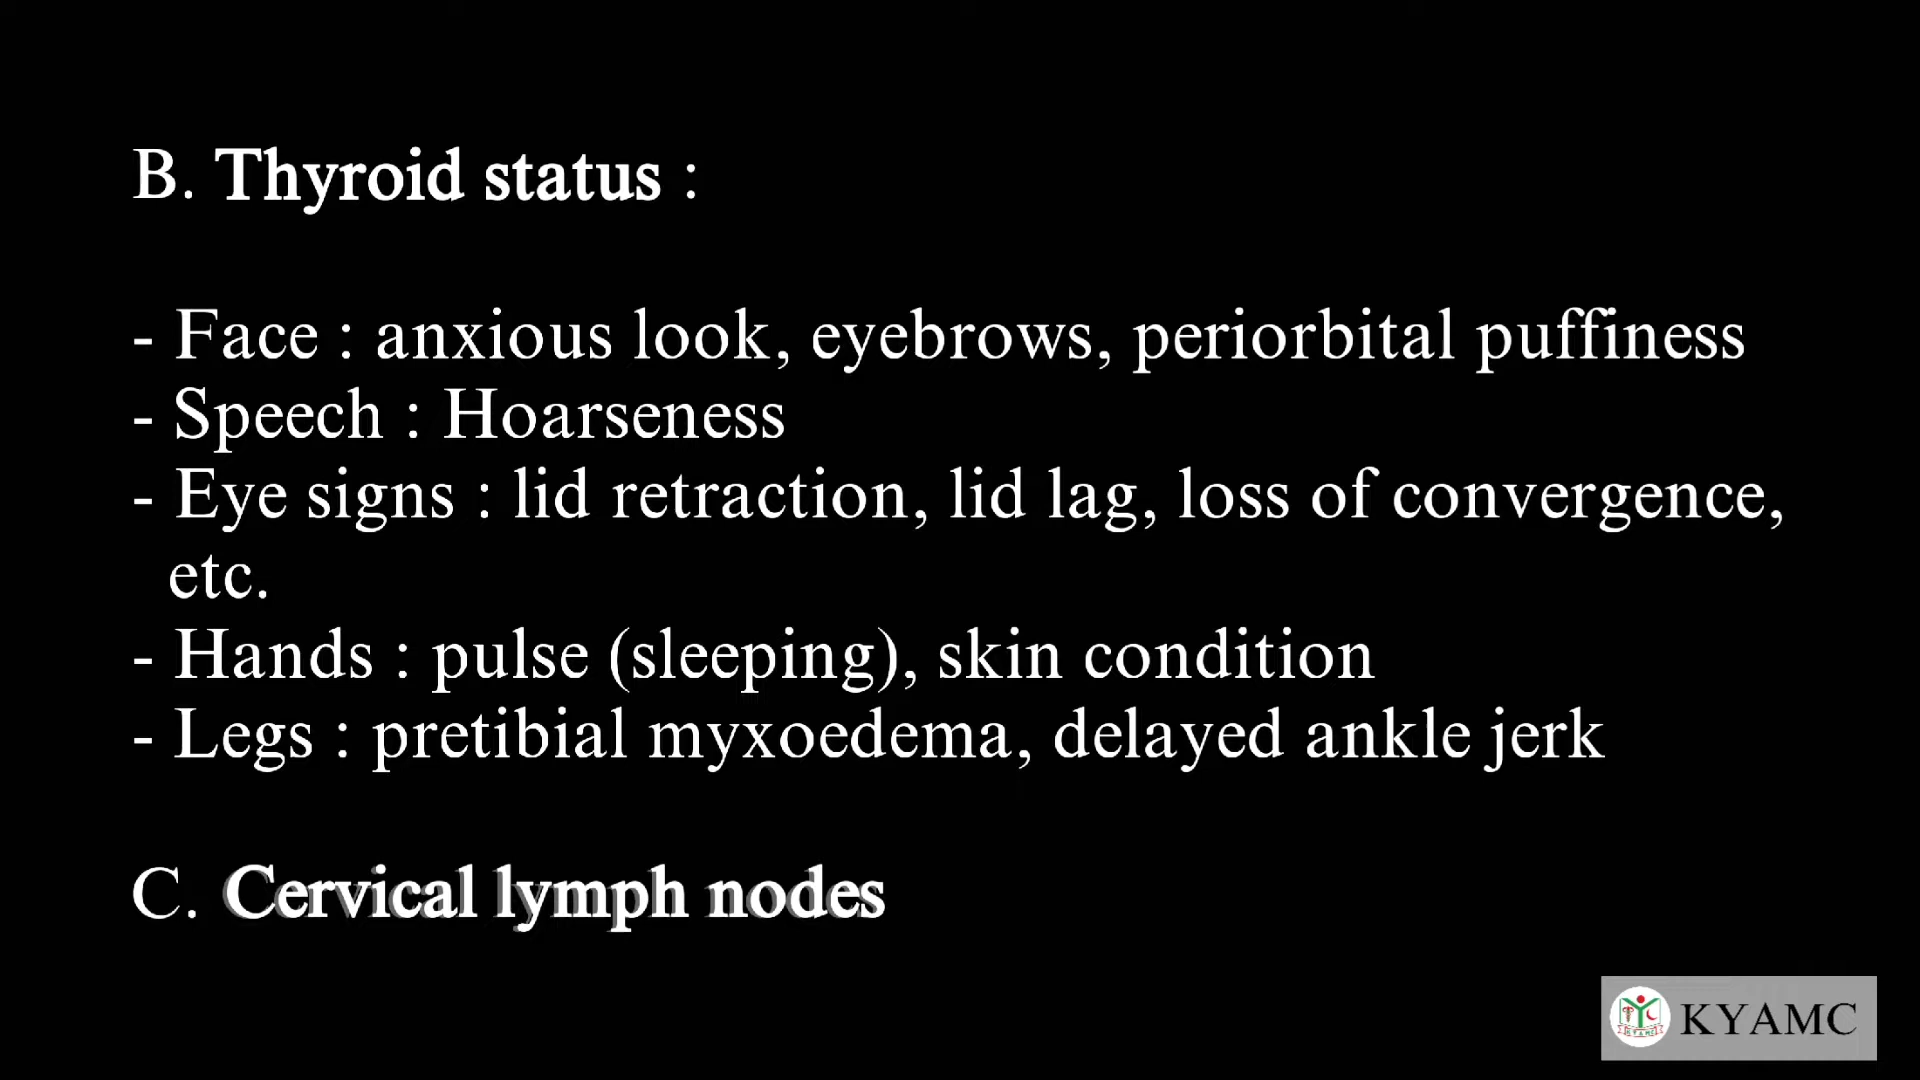 B. Thyroid status :
- Face : anxious look, eyebrows, periorbital puffiness
- Speech : Hoarseness
- Eye signs : lid retraction, lid lag, loss of convergence,
etc.
- Hands : pulse (sleeping), skin condition
- Legs : pretibial myxoedema, delayed ankle jerk
C. Cervical lymph nodes
KYAMC